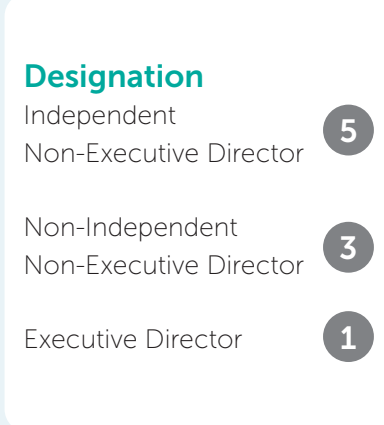 Designation
Independent
Non-Executive Director
5
Non-Independent
Non-Executive Director
3
Executive Director
1